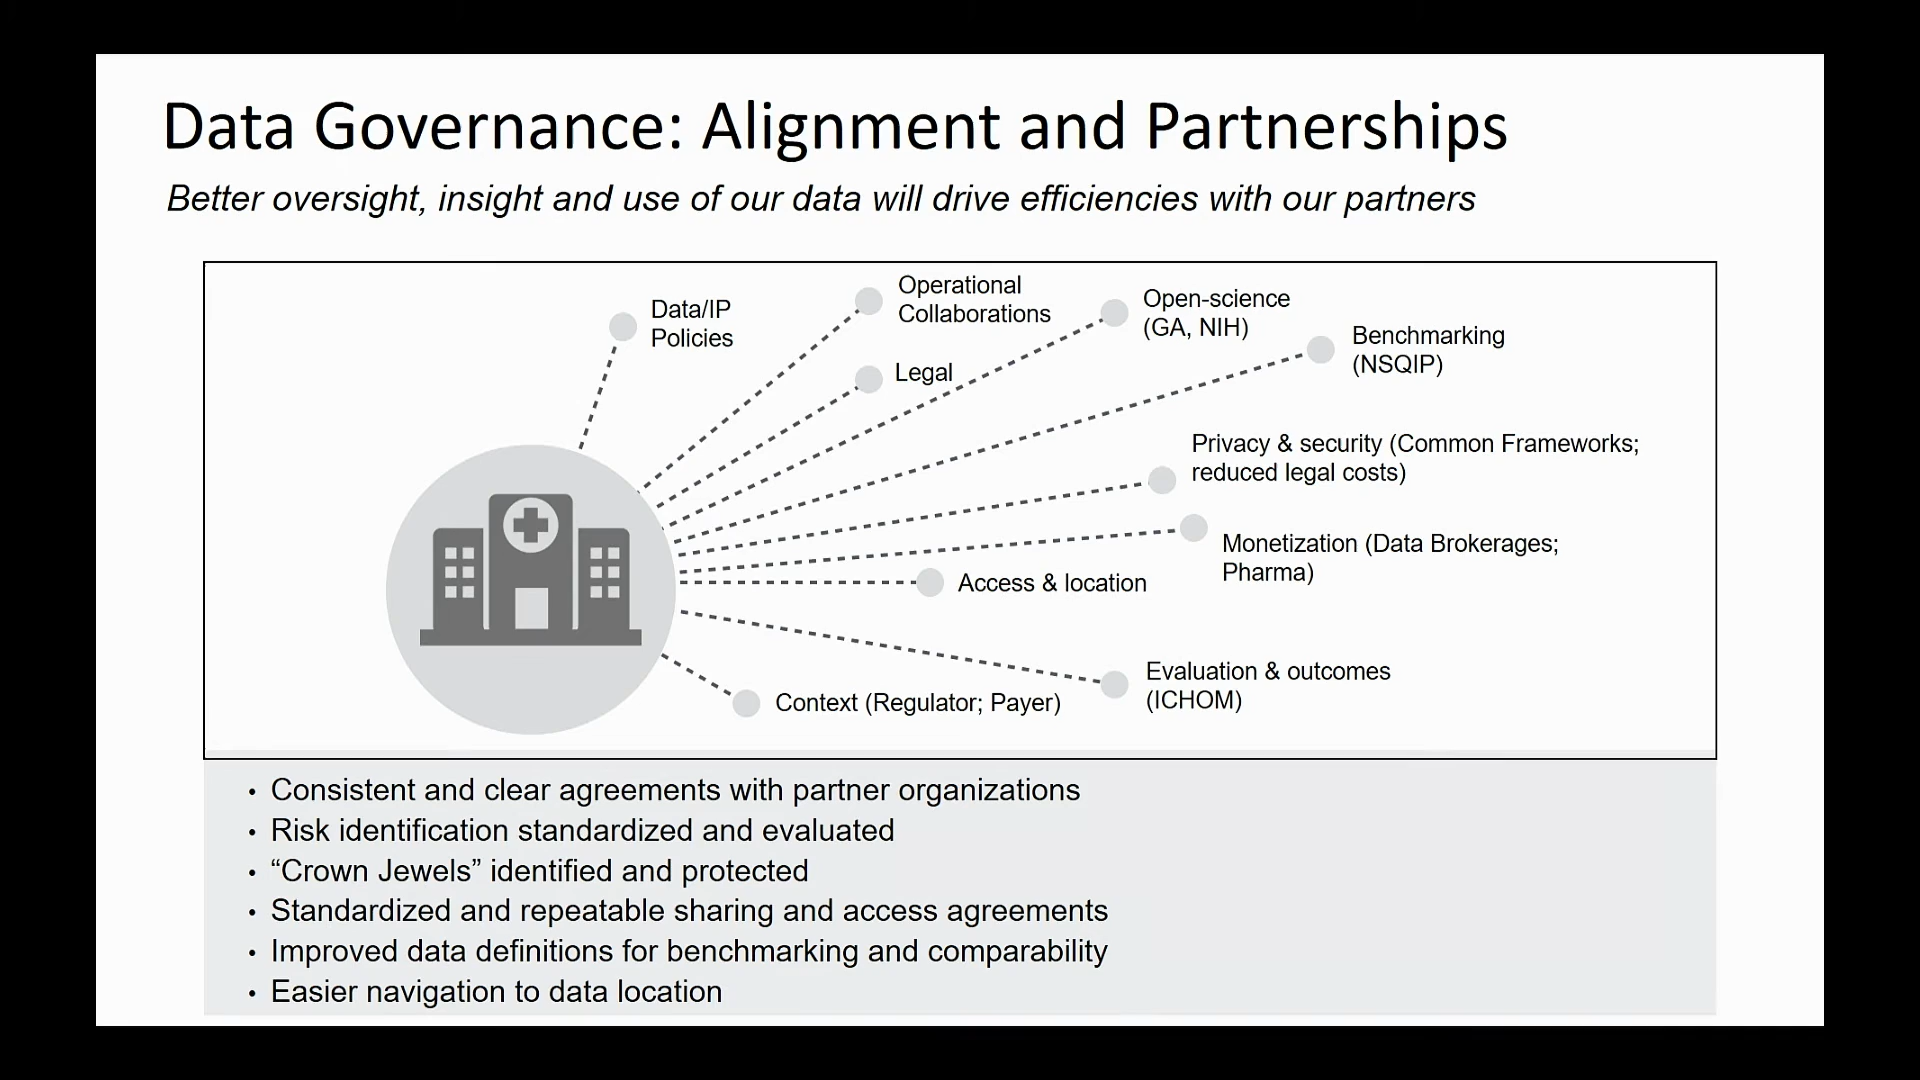 Data Governance: Alignment and Partnerships
Better oversight, insight and use of our data will drive efficiencies with our partners
Data/IP
Policies
Operational
Collaborations
Legal
Open-science
(GA, NIH)
Benchmarking
(NSQIP)
Privacy & security (Common Frameworks;
reduced legal costs)
Monetization (Data Brokerages;
Pharma)
Access & location
Evaluation & outcomes
(ICHOM)
Context (Regulator; Payer)
• Consistent and clear agreements with partner organizations
• Risk identification standardized and evaluated
• “Crown Jewels” identified and protected
• Standardized and repeatable sharing and access agreements
• Improved data definitions for benchmarking and comparability
• Easier navigation to data location